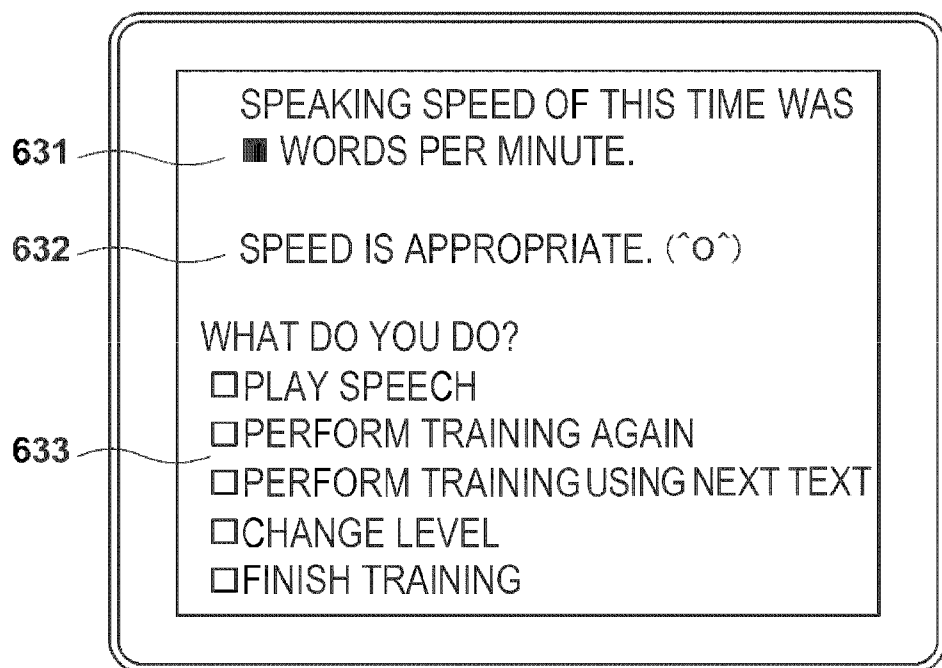 SPEAKING SPEED OF THIS TIME WAS
■ WORDS PER MINUTE.
631
SPEED IS APPROPRIATE. (^O^)
632
WHAT DO YOU DO?
□PLAY SPEECH
□PERFORM TRAINING AGAIN
633
□PERFORM TRAINING USING NEXT TEXT
□CHANGE LEVEL
□FINISH TRAINING